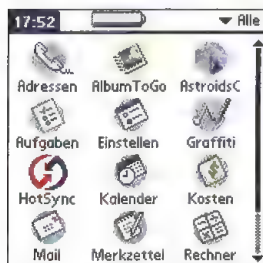 17:52 Alle
Adressen AlbumToGo AstroidsC
Aufgaben Einstellen Graffiti
HotSync Kalender Kosten
Mail Merkzettel Rechner